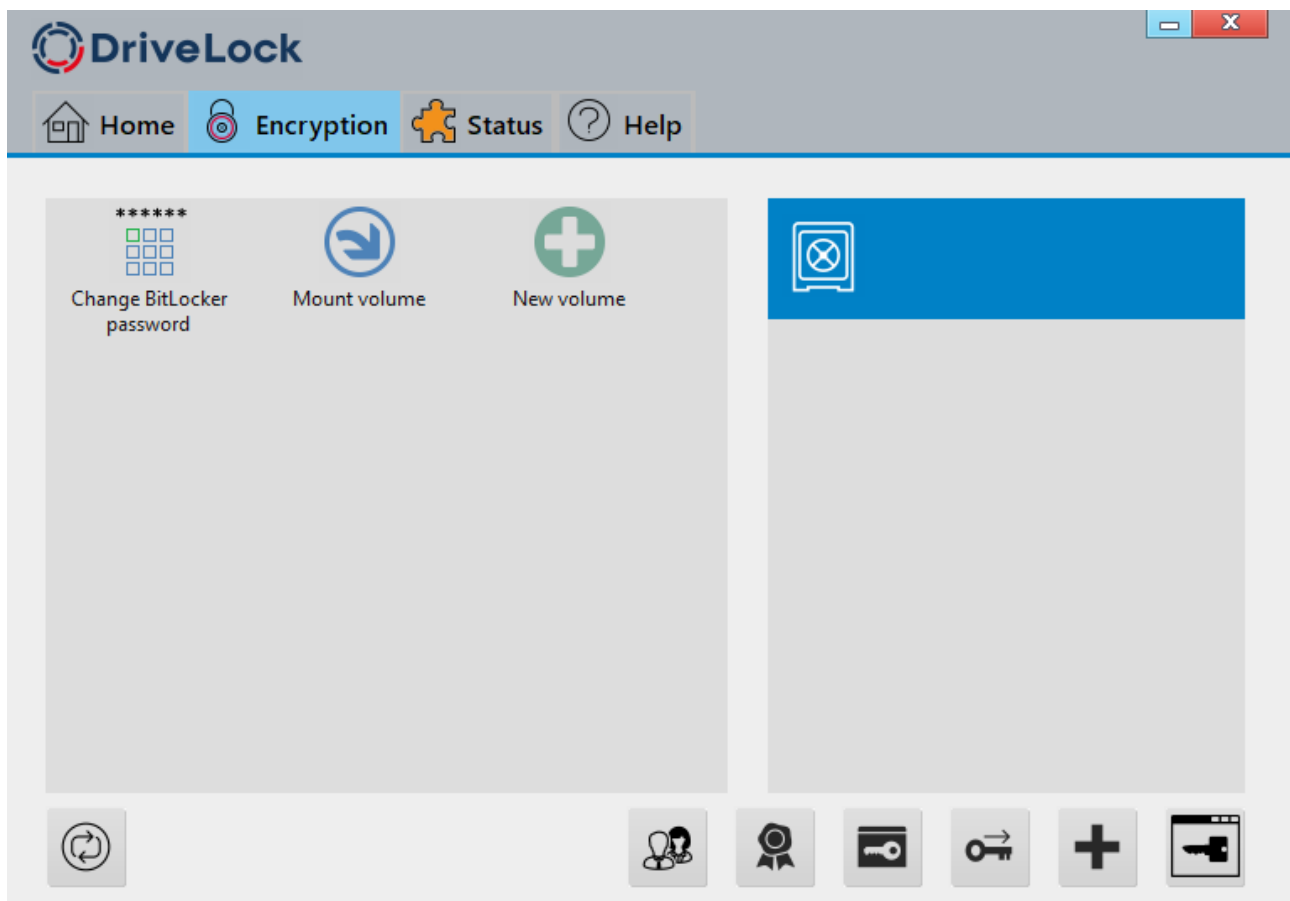 DriveLock
X
Home Encryption Status ? Help
******
Change BitLocker
password
Mount volume
New volume